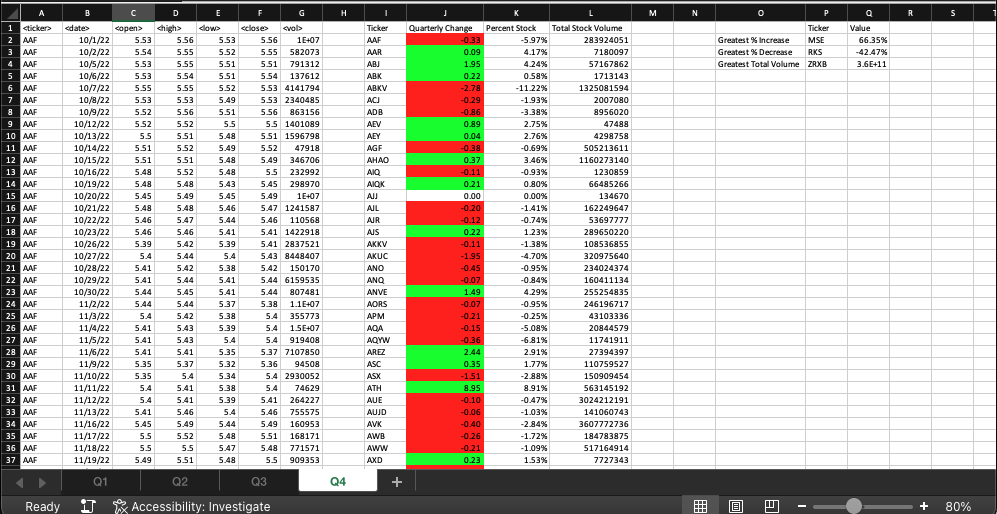 A B C D E F G H I J K L M N O P Q R S T
1 <ticker> <date> <open> <high> <low> <close> <vol> Ticker Quarterly Change Percent Stock Total Stock Volume Ticker Value
2 AAF 10/1/22 5.53 5.56 5.53 5.56 1E+07 AAF -0.33 -5.97% 283924051 Greatest % Increase MSE 66.35%
3 AAF 10/2/22 5.54 5.55 5.52 5.55 582073 AAR 0.09 4.17% 7180097 Greatest % Decrease RKS -42.47%
4 AAF 10/5/22 5.53 5.55 5.51 5.51 791312 ABJ 1.95 4.24% 57167862 Greatest Total Volume ZRXB 3.6E+11
5 AAF 10/6/22 5.53 5.54 5.51 5.54 137612 ABK 0.22 0.58% 1713143
6 AAF 10/7/22 5.55 5.55 5.52 5.53 4141794 ABKV -2.78 -11.22% 1325081594
7 AAF 10/8/22 5.53 5.53 5.49 5.53 2340485 ACJ -0.29 -1.93% 2007080
8 AAF 10/9/22 5.52 5.56 5.51 5.56 863156 ADB -0.86 -3.38% 8956020
9 AAF 10/12/22 5.52 5.52 5.5 5.5 1401089 AEV 0.89 2.75% 47488
10 AAF 10/13/22 5.5 5.51 5.48 5.51 1596798 AEY 0.04 2.76% 4298758
11 AAF 10/14/22 5.51 5.52 5.49 5.52 47918 AGF -0.38 -0.69% 505213611
12 AAF 10/15/22 5.51 5.51 5.48 5.49 346706 AHAO 0.37 3.46% 1160273140
13 AAF 10/16/22 5.48 5.52 5.48 5.5 232992 AIQ -0.11 -0.93% 1230859
14 AAF 10/19/22 5.48 5.48 5.43 5.45 298970 AIQK 0.21 0.80% 66485266
15 AAF 10/20/22 5.45 5.49 5.45 5.49 1E+07 AIJ 0.00 0.00% 134670
16 AAF 10/21/22 5.48 5.48 5.46 5.47 1241587 AJL -0.20 -1.41% 162249647
17 AAF 10/22/22 5.46 5.47 5.44 5.46 110568 AJR -0.12 -0.74% 53697777
18 AAF 10/23/22 5.46 5.46 5.41 5.41 1422918 AJS 0.22 1.23% 289650220
19 AAF 10/26/22 5.39 5.42 5.39 5.41 2837521 AKKV -0.11 -1.38% 108536855
20 AAF 10/27/22 5.4 5.44 5.4 5.43 8448407 AKUC -1.95 -4.70% 320975640
21 AAF 10/28/22 5.41 5.42 5.38 5.42 150170 ANO -0.45 -0.95% 234024374
22 AAF 10/29/22 5.41 5.44 5.41 5.44 6159535 ANQ -0.07 -0.84% 160411134
23 AAF 10/30/22 5.44 5.45 5.41 5.44 807481 ANVE 1.49 4.29% 255254835
24 AAF 11/2/22 5.44 5.44 5.37 5.38 1.1E+07 AORS -0.07 -0.95% 246196717
25 AAF 11/3/22 5.4 5.42 5.38 5.4 355773 APM -0.21 -0.25% 43103336
26 AAF 11/4/22 5.41 5.43 5.39 5.4 1.5E+07 AQA -0.15 -5.08% 20844579
27 AAF 11/5/22 5.41 5.43 5.4 5.4 919408 AQYW -0.36 -6.81% 11741911
28 AAF 11/6/22 5.41 5.41 5.35 5.37 7107850 AREZ 2.44 2.91% 27394397
29 AAF 11/9/22 5.35 5.37 5.32 5.36 94508 ASC 0.35 1.77% 110759527
30 AAF 11/10/22 5.35 5.4 5.34 5.4 2930052 ASX -1.51 -2.88% 150909454
31 AAF 11/11/22 5.4 5.41 5.38 5.4 74629 ATH 8.95 8.91% 563145192
32 AAF 11/12/22 5.4 5.41 5.39 5.41 264227 AUE -0.10 -0.47% 3024212191
33 AAF 11/13/22 5.41 5.46 5.4 5.46 755575 AUJD -0.06 -1.03% 141060743
34 AAF 11/16/22 5.45 5.49 5.44 5.49 160953 AVK -0.40 -2.84% 3607772736
35 AAF 11/17/22 5.5 5.52 5.48 5.51 168171 AWB -0.26 -1.72% 184783875
36 AAF 11/18/22 5.5 5.5 5.47 5.48 771571 AWW -0.21 -1.09% 517164914
37 AAF 11/19/22 5.49 5.51 5.48 5.5 909353 AXD 0.23 1.53% 7727343
Q1 Q2 Q3 Q4 +
Ready Accessibility: Investigate - + 80%